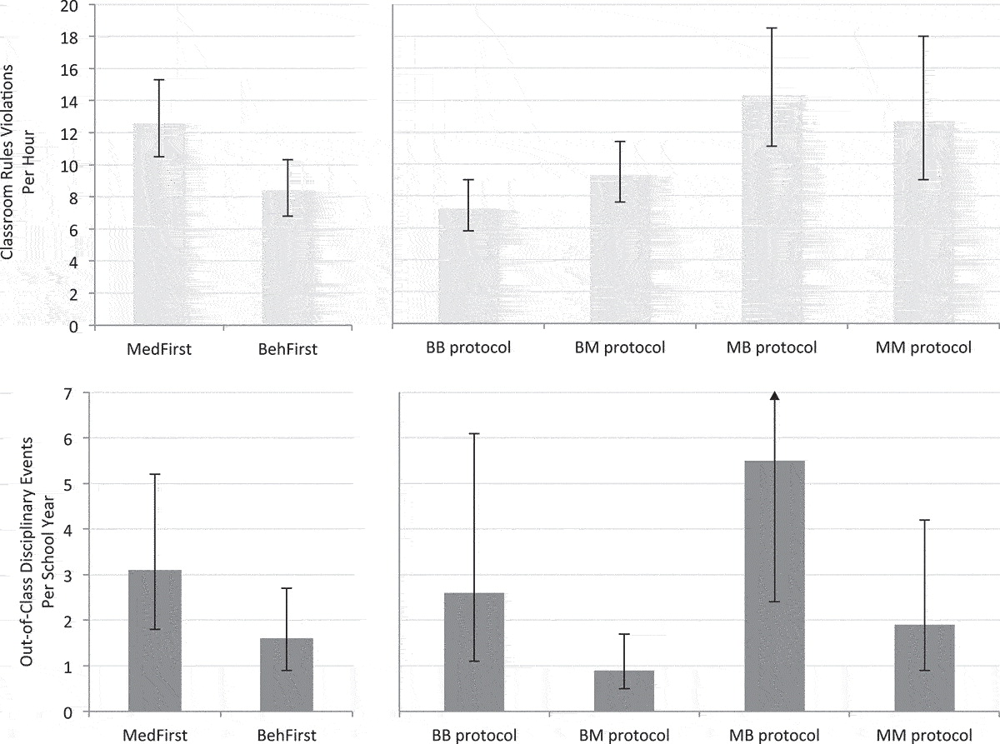 Classroom Rules Violations
Per Hour
20
18
16
14
12
10
8
6
4
2
0
MedFirst
BehFirst
BB protocol
BM protocol
MB protocol
MM protocol
Out-of-Class Disciplinary Events
Per School Year
7
6
5
4
3
2
1
0
MedFirst
BehFirst
BB protocol
BM protocol
MB protocol
MM protocol